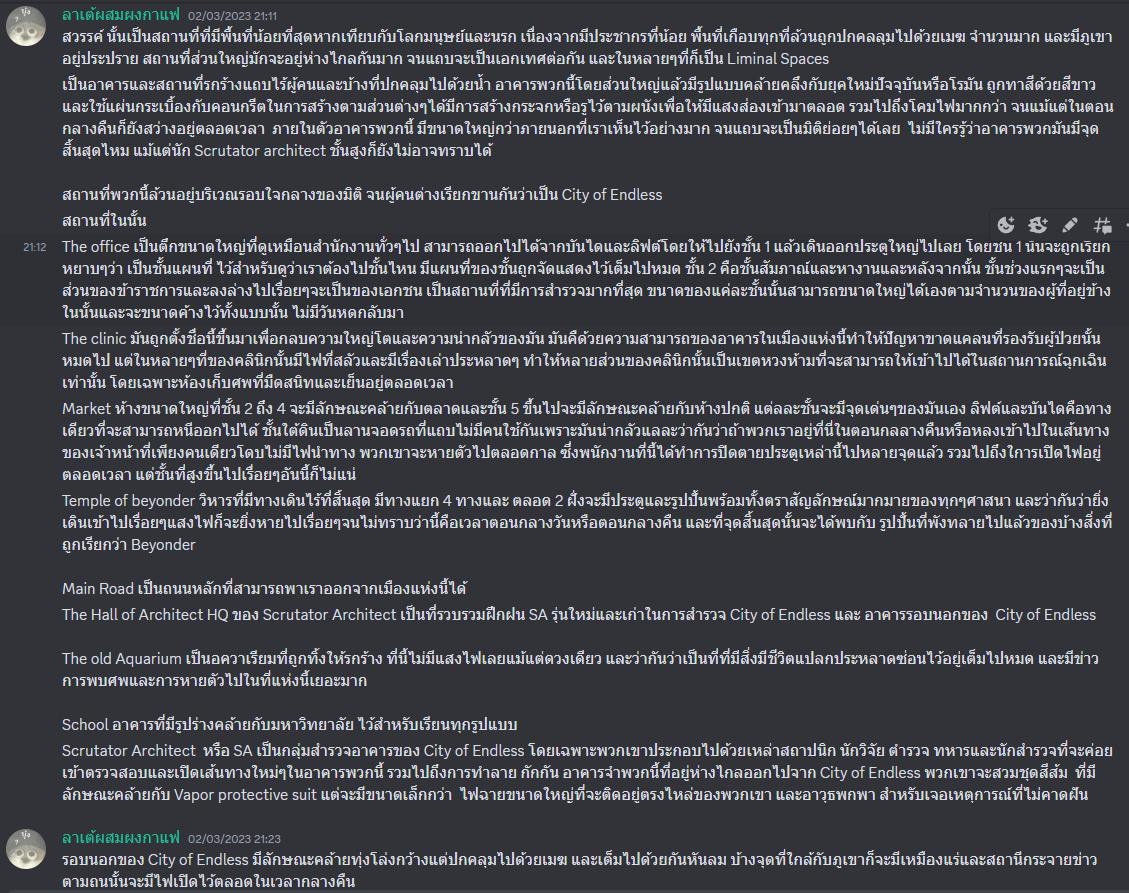 ลาเต้ผสมผงกาแฟ 02/03/2023 21:11
สวรรค์ นั้นเป็นสถานที่ที่มีพื้นที่น้อยที่สุดหากเทียบกับโลกมนุษย์และนรก เนื่องจากมีประชากรที่น้อย พื้นที่เกือบทุกที่ล้วนถูกปกคลลุมไปด้วยเมฆ จำนวนมาก และมีภูเขา
อยู่ประปราย สถานที่ส่วนใหญ่มักจะอยู่ห่างไกลกันมาก จนแถบจะเป็นเอกเทศต่อกัน และในหลายๆที่ก็เป็น Liminal Spaces
เป็นอาคารและสถานที่รกร้างแถบไร้ผู้คนและบ้างที่ปกคลุมไปด้วยน้ำ อาคารพวกนี้โดยส่วนใหญ่แล้วมีรูปแบบคล้ายคลึงกับยุคใหม่ปัจจุบันหรือโรมัน ถูกทาสีด้วยสีขาว
และใช้แผ่นกระเบื้องกับคอนกรีตในการสร้างตามส่วนต่างๆได้มีการสร้างกระจกหรือรูไว้ตามผนังเพื่อให้มีแสงส่องเข้ามาตลอด รวมไปถึงโคมไฟมากกว่า จนแม้แต่ในตอน
กลางคืนก็ยังสว่างอยู่ตลอดเวลา ภายในตัวอาคารพวกนี้ มีขนาดใหญ่กว่าภายนอกที่เราเห็นไว้อย่างมาก จนแถบจะเป็นมิติย่อยๆได้เลย ไม่มีใครรู้ว่าอาคารพวกมันมีจุด
สิ้นสุดไหม แม้แต่นัก Scrutator architect ชั้นสูงก็ยังไม่อาจทราบได้
สถานที่พวกนี้ล้วนอยู่บริเวณรอบใจกลางของมิติ จนผู้คนต่างเรียกขานกันว่าเป็น City of Endless
สถานที่ในนั้น
21:12 The office เป็นตึกขนาดใหญ่ที่ดูเหมือนสำนักงานทั่วๆไป สามารถออกไปได้จากบันไดและลิฟต์โดยให้ไปยังชั้น 1 แล้วเดินออกประตูใหญ่ไปเลย โดยชั้น 1 นั้นจะถูกเรียก
หยาบๆว่า เป็นชั้นแผนที่ ไว้สำหรับดูว่าเราต้องไปชั้นไหน มีแผนที่ของชั้นถูกจัดแสดงไว้เต็มไปหมด ชั้น 2 คือชั้นสัมภาณ์และหางานและหลังจากนั้น ชั้นช่วงแรกๆจะเป็น
ส่วนของข้าราชการและลงล่างไปเรื่อยๆจะเป็นของเอกชน เป็นสถานที่ที่มีการสำรวจมากที่สุด ขนาดของแค่ละชั้นนั้นสามารถขนาดใหญ่ได้เองตามจำนวนของผู้ที่อยู่ข้าง
ในนั้นและจะขนาดค้างไว้ทั้งแบบนั้น ไม่มีวันหดกลับมา
The clinic มันถูกตั้งชื่อนี้ขึ้นมาเพื่อกลบความใหญ่โตและความน่ากลัวของมัน มันคืด้วยความสามารถของอาคารในเมืองแห่งนี้ทำให้ปัญหาขาดแคลนที่รองรับผู้ป่วยนั้น
หมดไป แต่ในหลายๆที่ของคลินิกนั้นมีไฟที่สลัวและมีเรื่องเล่าประหลาดๆ ทำให้หลายส่วนของคลินิกนั้นเป็นเขตหวงห้ามที่จะสามารถให้เข้าไปได้ในสถานการณ์ฉุกเฉิน
เท่านั้น โดยเฉพาะห้องเก็บศพที่มืดสนิทและเย็นอยู่ตลอดเวลา
Market ห้างขนาดใหญ่ที่ชั้น 2 ถึง 4 จะมีลักษณะคล้ายกับตลาดและชั้น 5 ขึ้นไปจะมีลักษณะคล้ายกับห้างปกติ แต่ลละชั้นจะมีจุดเด่นๆของมันเอง ลิฟต์และบันไดคือทาง
เดียวที่จะสามารถหนีออกไปได้ ชั้นใต้ดินเป็นลานจอดรถที่แถบไม่มีคนใช้กันเพราะมันน่ากลัวแลละว่ากันว่าถ้าพวกเราอยู่ที่นี่ในตอนกลลางคืนหรือหลงเข้าไปในเส้นทาง
ของเจ้าหน้าที่เพียงคนเดียวโดบไม่มีไฟนำทาง พวกเขาจะหายตัวไปตลอดกาล ซึ่งพนักงานที่นี่ได้ทำการปิดตายประตูเหล่านี้ไปหลายจุดแล้ว รวมไปถึงใการเปิดไฟอยู่
ตลอดเวลา แต่ชั้นที่สูงขึ้นไปเรื่อยๆอันนี้ก็ไม่แน่
Temple of beyonder วิหารที่มีทางเดินไร้ที่สิ้นสุด มีทางแยก 4 ทางและ ตลอด 2 ฝั่งจะมีประตูและรูปปั้นพร้อมทั้งตราสัญลักษณ์มากมายของทุกๆศาสนา และว่ากันว่ายิ่ง
เดินเข้าไปเรื่อยๆแสงไฟก็จะยิ่งหายไปเรื่อยๆจนไม่ทราบว่านี่คือเวลาตอนกลางวันหรือตอนกลางคืน และที่จุดสิ้นสุดนั้นจะได้พบกับ รูปปั้นที่พังทลายไปแล้วของบ้างสิ่งที่
ถูกเรียกว่า Beyonder
Main Road เป็นถนนหลักที่สามารถพาเราออกจากเมืองแห่งนี้ได้
The Hall of Architect HQ ของ Scrutator Architect เป็นที่รวบรวมฝึกฝน SA รุ่นใหม่และเก่าในการสำรวจ City of Endless และ อาคารรอบนอกของ City of Endless
The old Aquarium เป็นอควาเรียมที่ถูกทิ้งให้รกร้าง ที่นี้ไม่มีแสงไฟเลยแม้แต่ดวงเดียว และว่ากันว่าเป็นที่ที่มีสิ่งมีชีวิตแปลกประหลาดซ่อนไว้อยู่เต็มไปหมด และมีข่าว
การพบศพและการหายตัวไปในที่แห่งนี้เยอะมาก
School อาคารที่มีรูปร่างคล้ายกับมหาวิทยาลัย ไว้สำหรับเรียนทุกรูปแบบ
Scrutator Architect หรือ SA เป็นกลุ่มสำรวจอาคารของ City of Endless โดยเฉพาะพวกเขาประกอบไปด้วยเหล่าสถาปนิก นักวิจัย ตำรวจ ทหารและนักสำรวจที่จะค่อย
เข้าตรวจสอบและเปิดเส้นทางใหม่ๆในอาคารพวกนี้ รวมไปถึงการทำลาย กักกัน อาคารจำพวกนี้ที่อยู่ห่างไกลออกไปจาก City of Endless พวกเขาจะสวมชุดสีส้ม ที่มี
ลักษณะคล้ายกับ Vapor protective suit แต่จะมีขนาดเล็กกว่า ไฟฉายขนาดใหญ่ที่จะติดอยู่ตรงไหล่ของพวกเขา และอาวุธพกพา สำหรับเจอเหตุการณ์ที่ไม่คาดฝัน
ลาเต้ผสมผงกาแฟ 02/03/2023 21:23
รอบนอกของ City of Endless มีลักษณะคล้ายทุ่งโล่งกว้างแต่ปกคลุมไปด้วยเมฆ และเต็มไปด้วยกันหันลม บ้างจุดที่ใกล้กับภูเขาก็จะมีเหมืองแร่และสถานีกระจายข่าว
ตามถนนั้นจะมีไฟเปิดไว้ตลอดในเวลากลางคืน